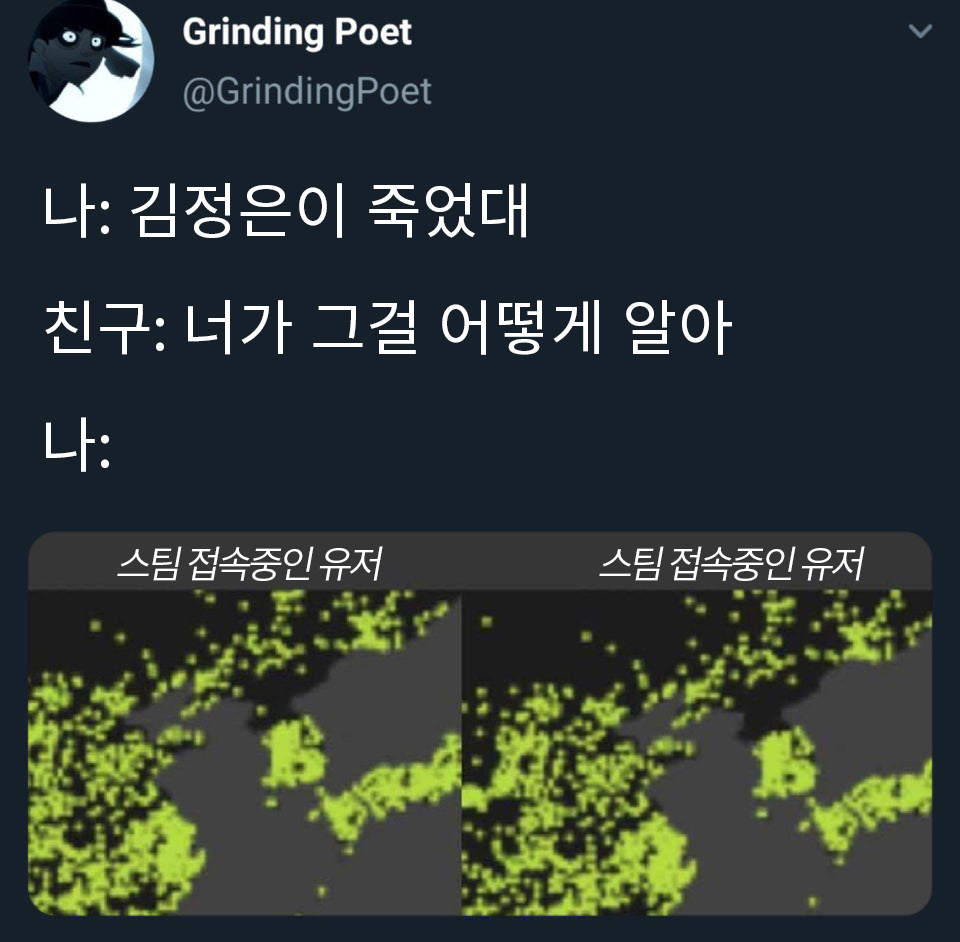 Grinding Poet
@GrindingPoet
나: 김정은이 죽었대
친구: 너가 그걸 어떻게 알아
나:
스팀 접속중인 유저
스팀 접속중인 유저